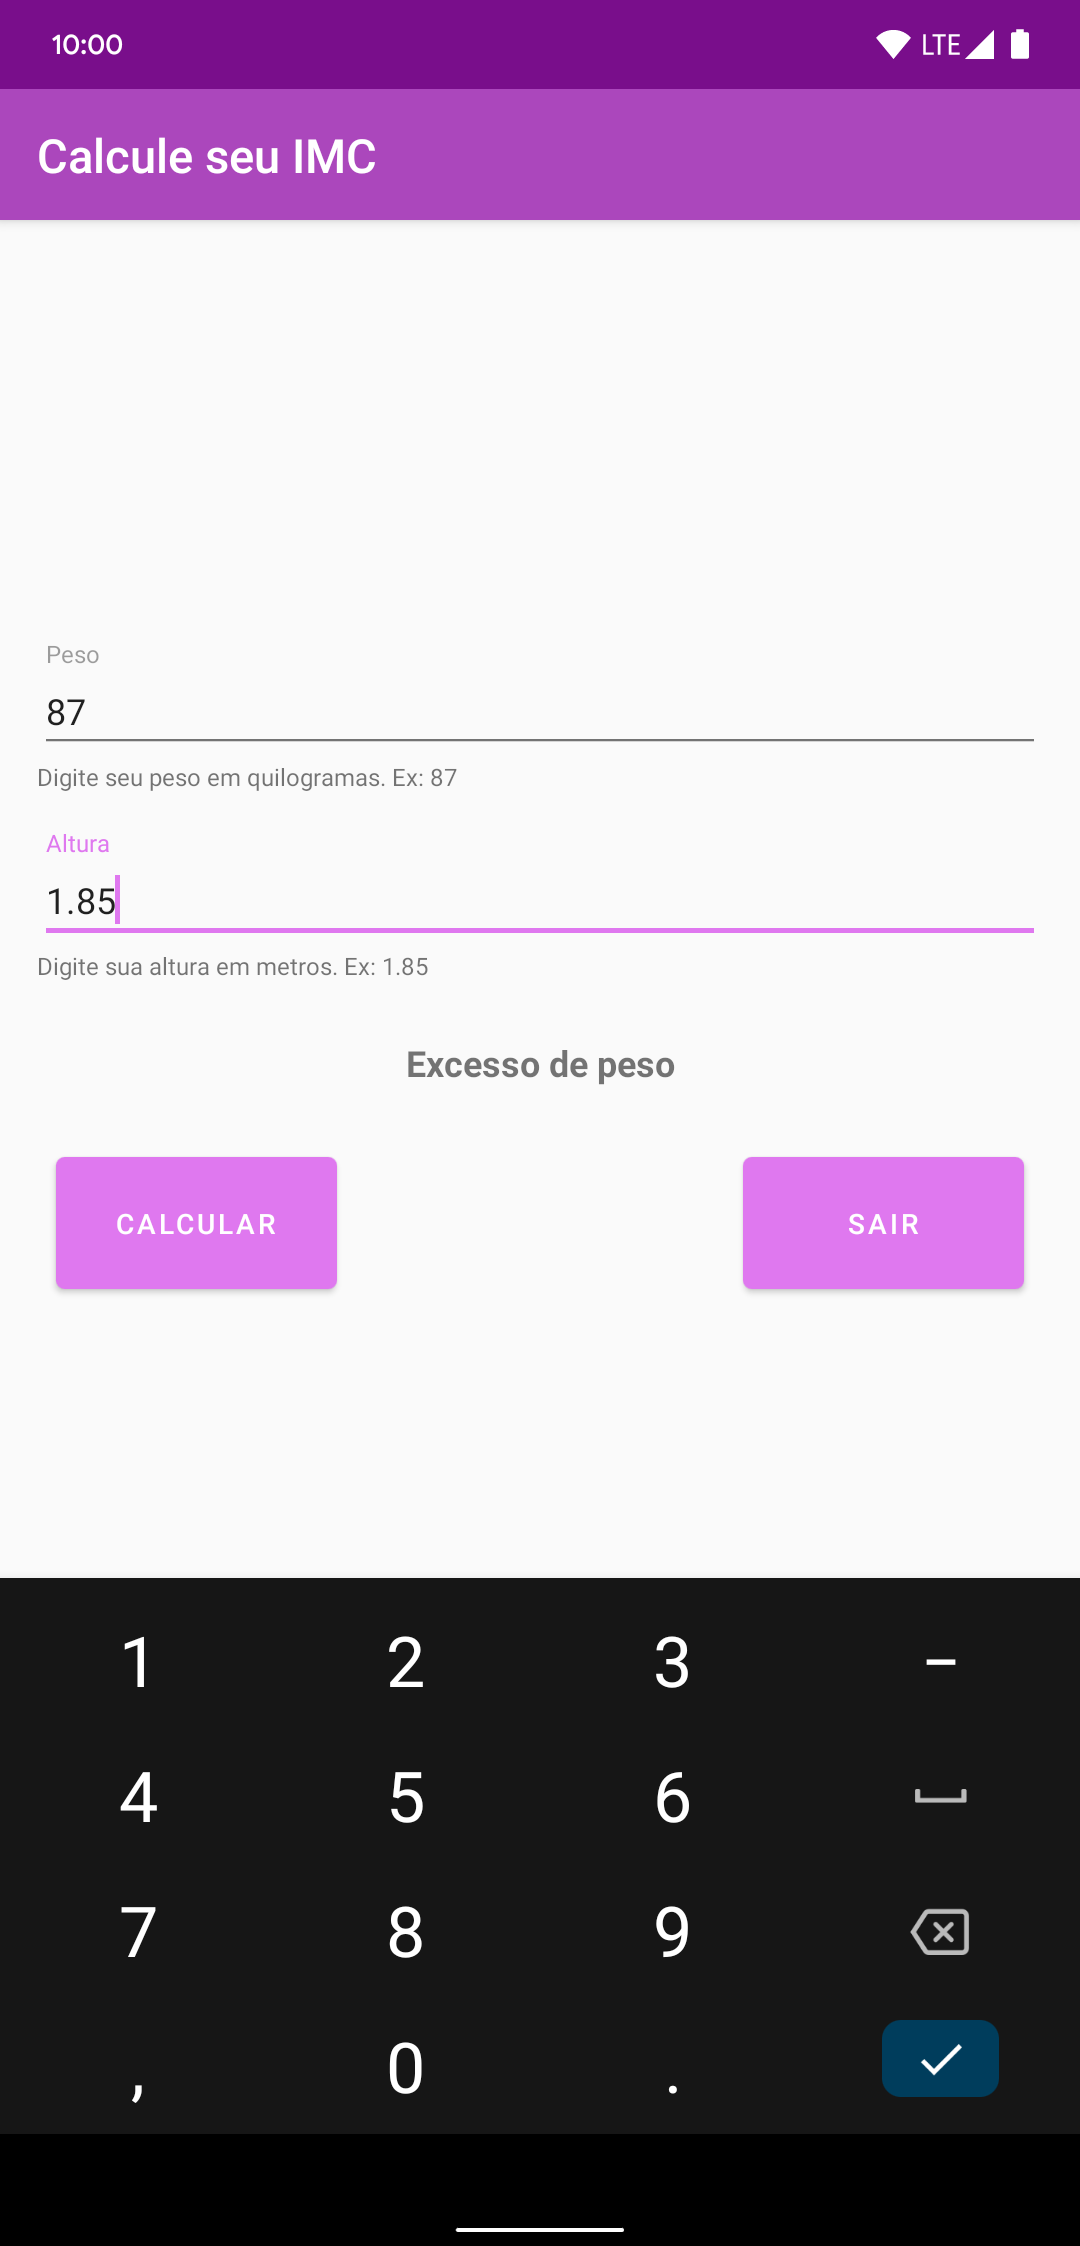 10:00 LTE
Calcule seu IMC
Peso
87
Digite seu peso em quilogramas. Ex: 87
Altura
1.85
Digite sua altura em metros. Ex: 1.85
Excesso de peso
CALCULAR SAIR
1 2 3 –
4 5 6
7 8 9
, 0 .